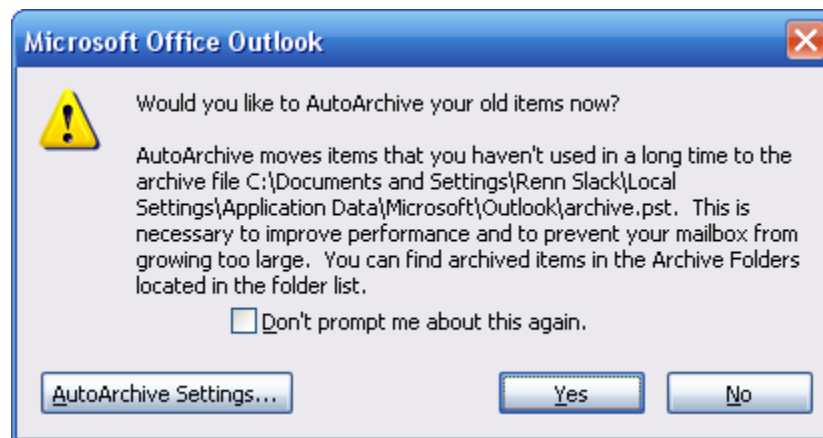 Microsoft Office Outlook
Would you like to AutoArchive your old items now?
AutoArchive moves items that you haven't used in a long time to the
archive file C:\Documents and Settings\Renn Slack\Local
Settings\Application Data\Microsoft\Outlook\archive.pst.  This is
necessary to improve performance and to prevent your mailbox from
growing too large.  You can find archived items in the Archive Folders
located in the folder list.
Don't prompt me about this again.
AutoArchive Settings... Yes No